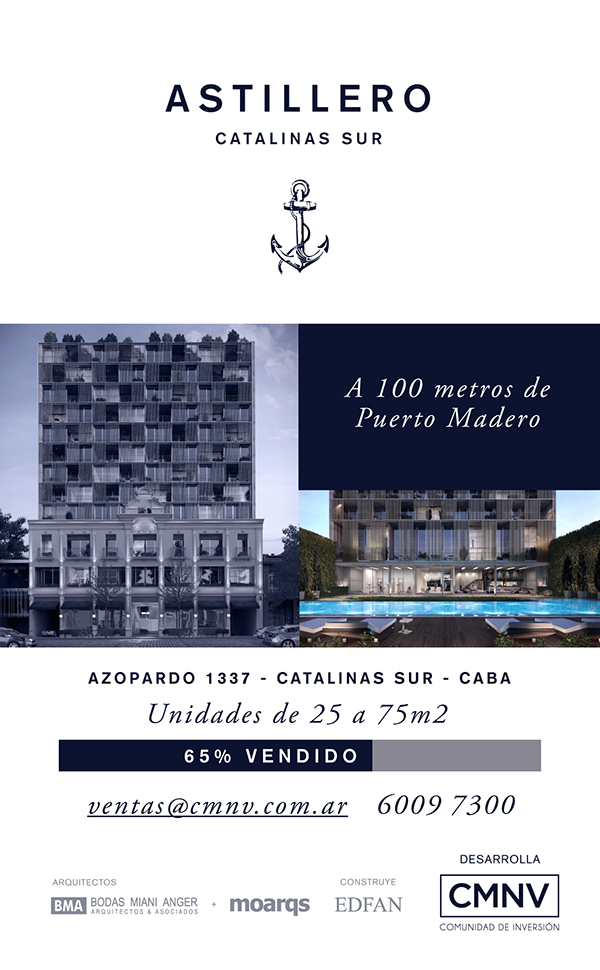 ASTILLERO
CATALINAS SUR
A 100 metros de
Puerto Madero
AZOPARDO 1337 - CATALINAS SUR - CABA
Unidades de 25 a 75m2
65% VENDIDO
ventas@cmnv.com.ar 6009 7300
DESARROLLA
ARQUITECTOS
CONSTRUYE
BMA BODAS MIANI ANGER
ARQUITECTOS & ASOCIADOS
+ moarqs
EDFAN
CMNV
COMUNIDAD DE INVERSIÓN